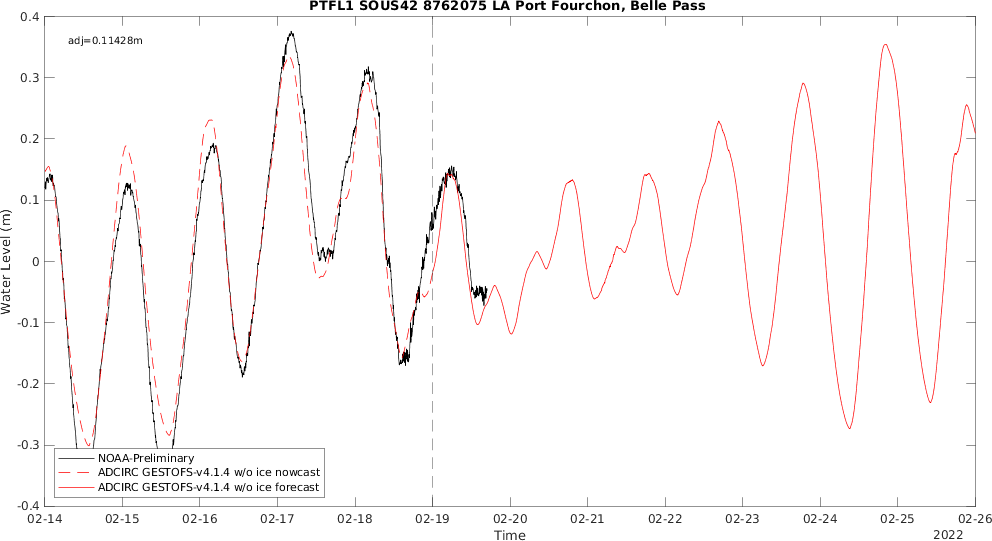 PTFL1 SOUS42 8762075 LA Port Fourchon, Belle Pass
adj=0.11428m
0.4
0.3
0.2
0.1
0
-0.1
-0.2
-0.3
-0.4
Water Level (m)
NOAA-Preliminary
ADCIRC GESTOFS-v4.1.4 w/o ice nowcast
ADCIRC GESTOFS-v4.1.4 w/o ice forecast
02-14 02-15 02-16 02-17 02-18 02-19 02-20 02-21 02-22 02-23 02-24 02-25 02-26
Time
2022